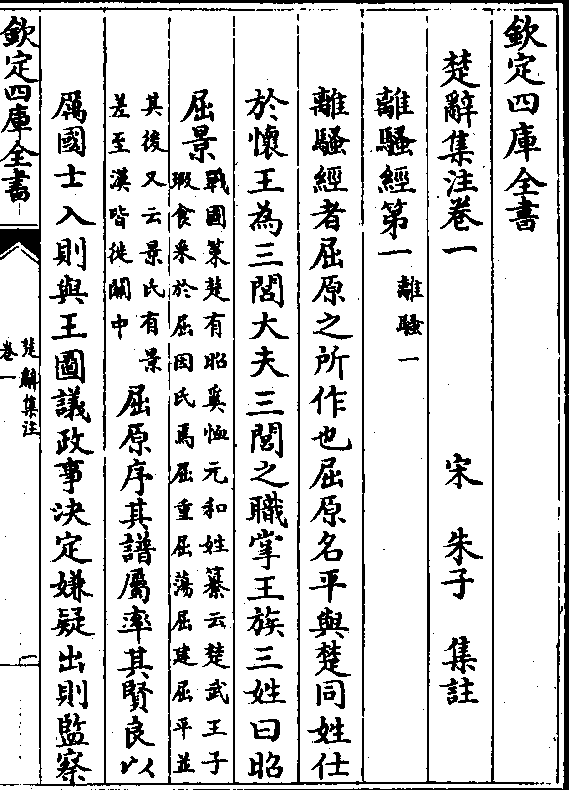 欽定四庫全書
楚辭集注卷一
宋 朱子 集註
離騷經第一 離騷一
離騷經者屈原之所作也屈原名平與楚同姓仕
於懷王為三閭大夫三閭之職掌王族三姓曰昭
屈景
戰國策楚有昭奚恤元和姓纂云楚武王子
瑕食采於屈因氏焉屈重屈蕩屈建屈平並
其後又云景氏有景
差至漢皆徙關中
屈原序其譜屬率其賢良以
厲國士入則與王圖議政事決定嫌疑出則監察
欽定四庫全書
楚辭集注
卷一
一